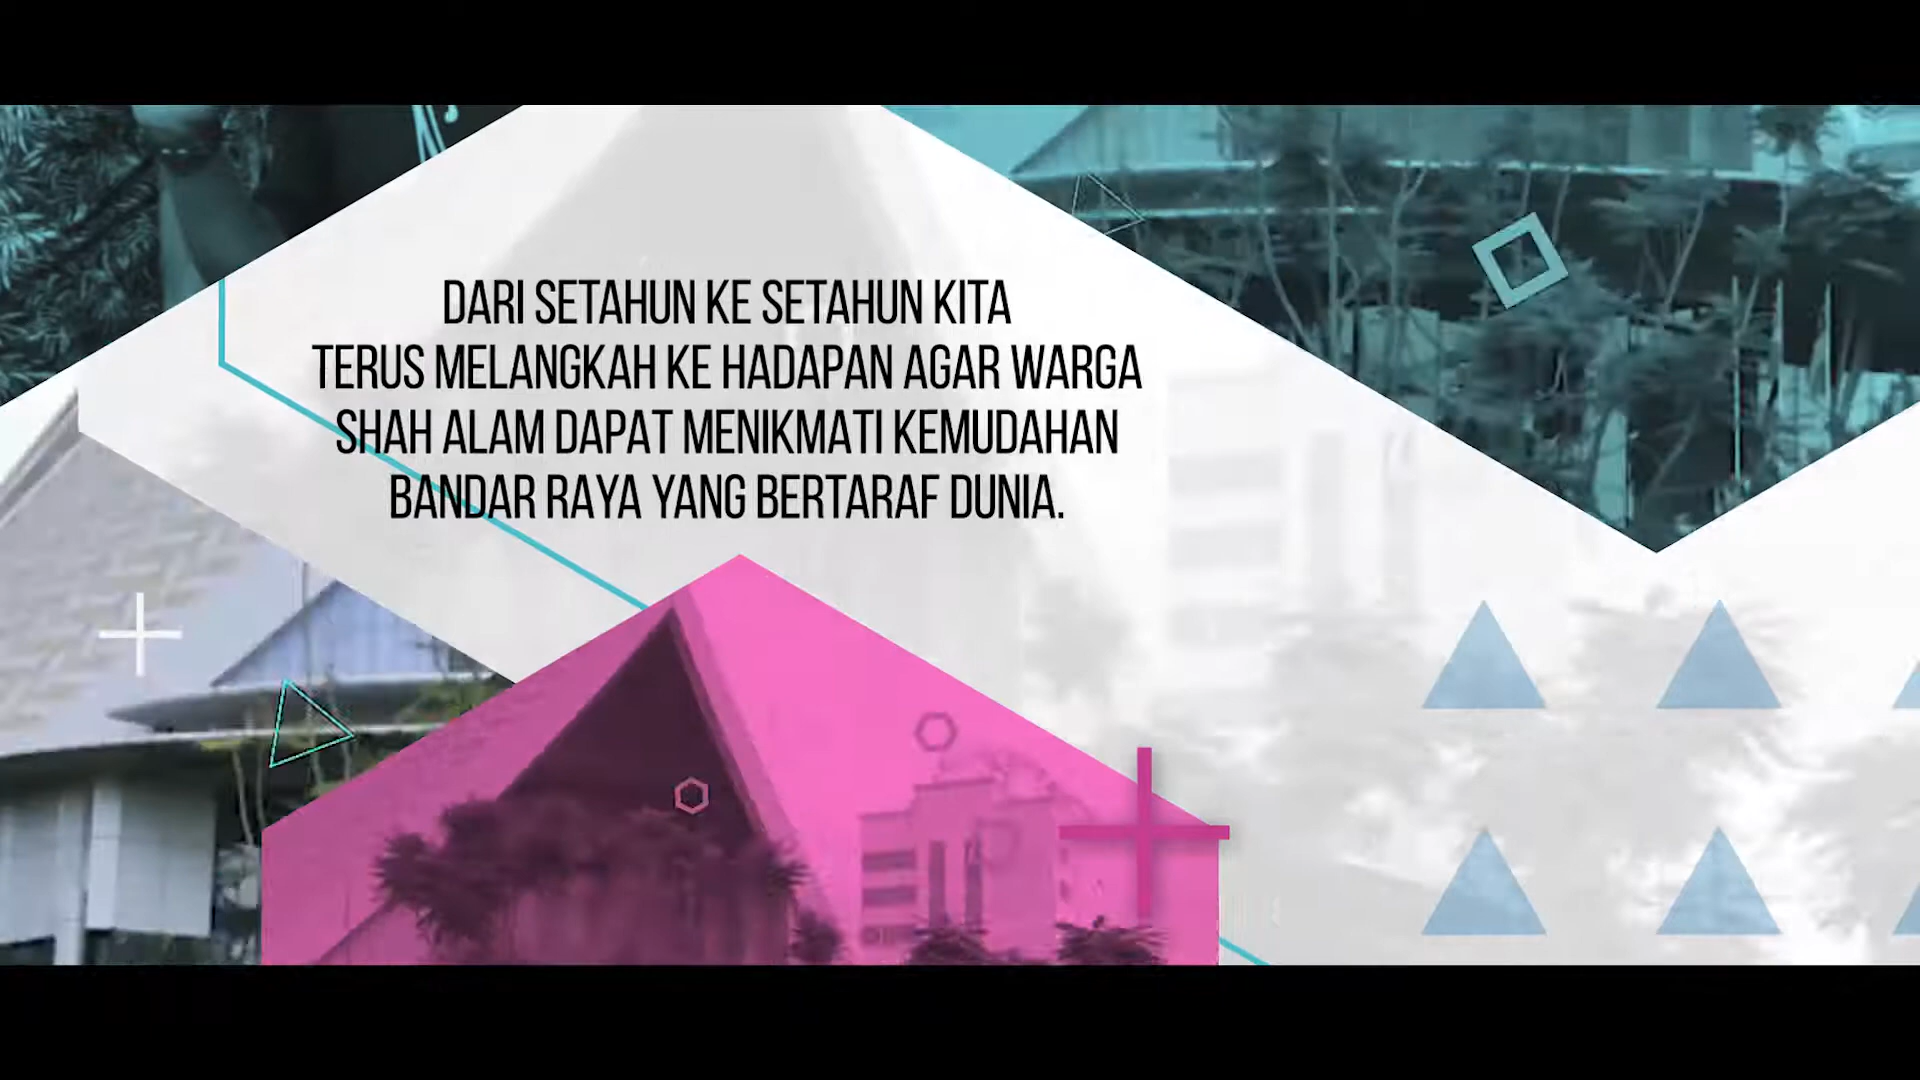 DARI SETAHUN KE SETAHUN KITA
TERUS MELANGKAH KE HADAPAN AGAR WARGA
SHAH ALAM DAPAT MENIKMATI KEMUDAHAN
BANDAR RAYA YANG BERTARAF DUNIA.